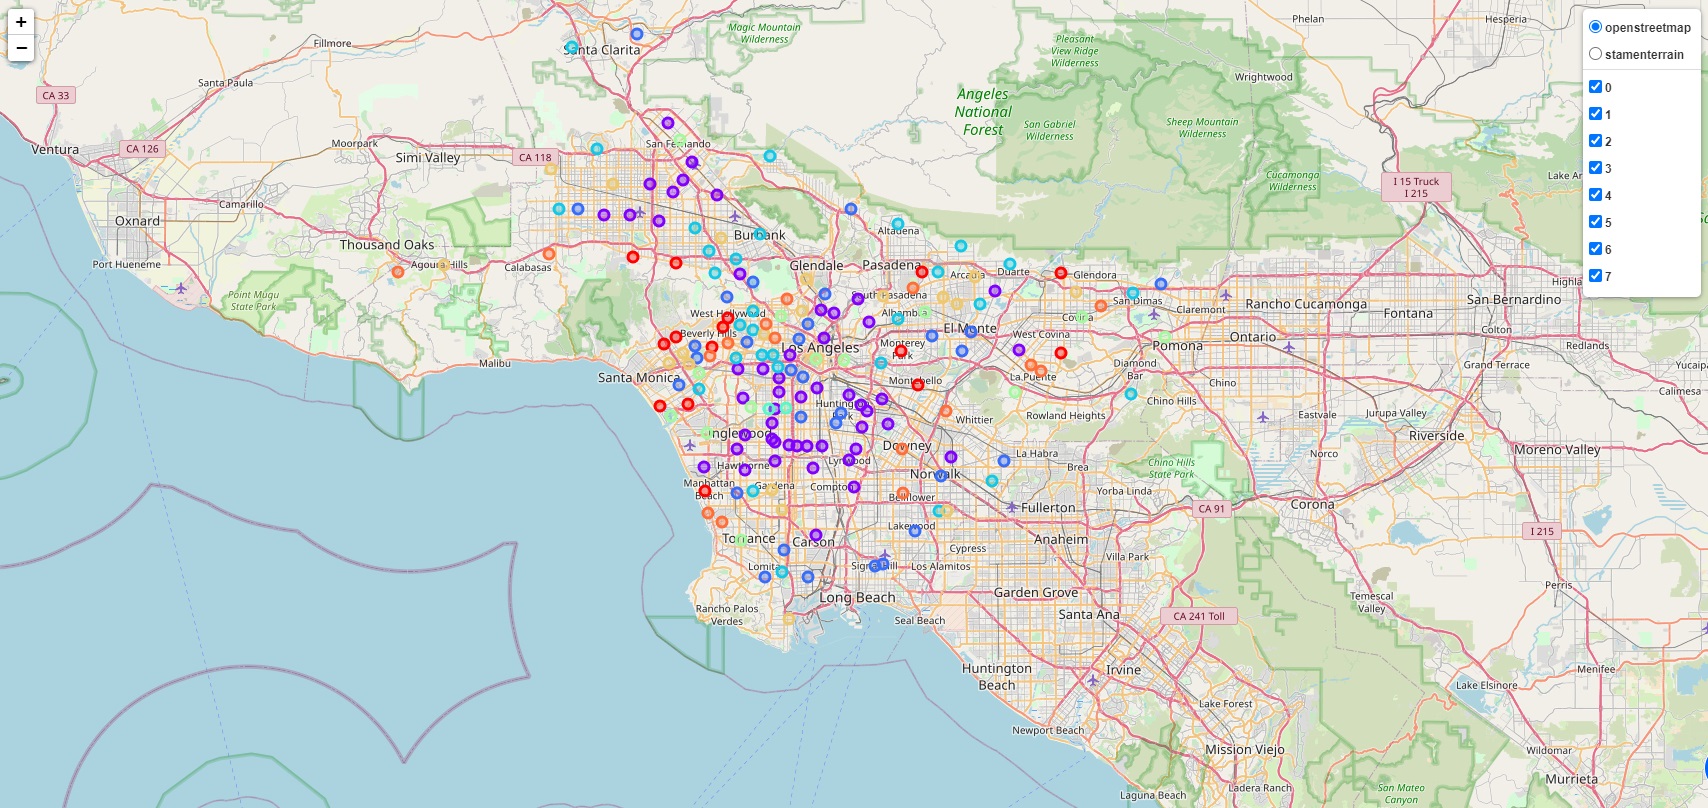 +
−
openstreetmap
stamenterrain
0
1
2
3
4
5
6
7
Phelan
Hesperia
Magic Mountain
Wilderness
Santa Clarita
Fillmore
Pleasant
View Ridge
Wilderness
Wrightwood
Santa Paula
CA 33
Angeles
National
Forest
San Gabriel
Wilderness
Sheep Mountain
Wilderness
Ventura
CA 126
Moorpark
Simi Valley
CA 118
San Fernando
Cucamonga
Wilderness
I 15 Truck
I 215
Lake Ar
Camarillo
Oxnard
Thousand Oaks
Burbank
Altadena
Port Hueneme
Agoura Hills
Calabasas
Glendale
Pasadena
Arcadia
Duarte
Glendora
Point Mugu
State Park
South Pasadena
San Dimas
Claremont
Rancho Cucamonga
San Bernardino
Highla
West Hollywood
Alhambra
Covina
Fontana
Beverly Hills
El Monte
West Covina
Pomona
Ontario
Colton
Redlands
Los Angeles
Monterey
Park
Malibu
Santa Monica
La Puente
Diamond
Bar
Chino
Grand Terrace
Yucaipa
Montebello
Chino Hills
Calimesa
Huntington
Park
Whittier
Rowland Heights
Eastvale
Jurupa Valley
Inglewood
Downey
Riverside
Hawthorne
Lynwood
La Habra
Brea
Norco
Moreno Valley
Norwalk
Chino Hills
State Park
Manhattan
Beach
Gardena
Compton
Bellflower
Yorba Linda
Fullerton
CA 91
Corona
Lakewood
Torrance
Carson
Cypress
Anaheim
Villa Park
I 215
Lomita
Signal Hill
Los Alamitos
Perris
Long Beach
Garden Grove
Temescal
Valley
Rancho Palos
Verdes
Seal Beach
Santa Ana
CA 241 Toll
Huntington
Beach
Irvine
Menifee
Lake Elsinore
Lake Forest
Newport Beach
Mission Viejo
Wildomar
Murrieta
Laguna Beach
Ladera Ranch
San Mateo
Canyon